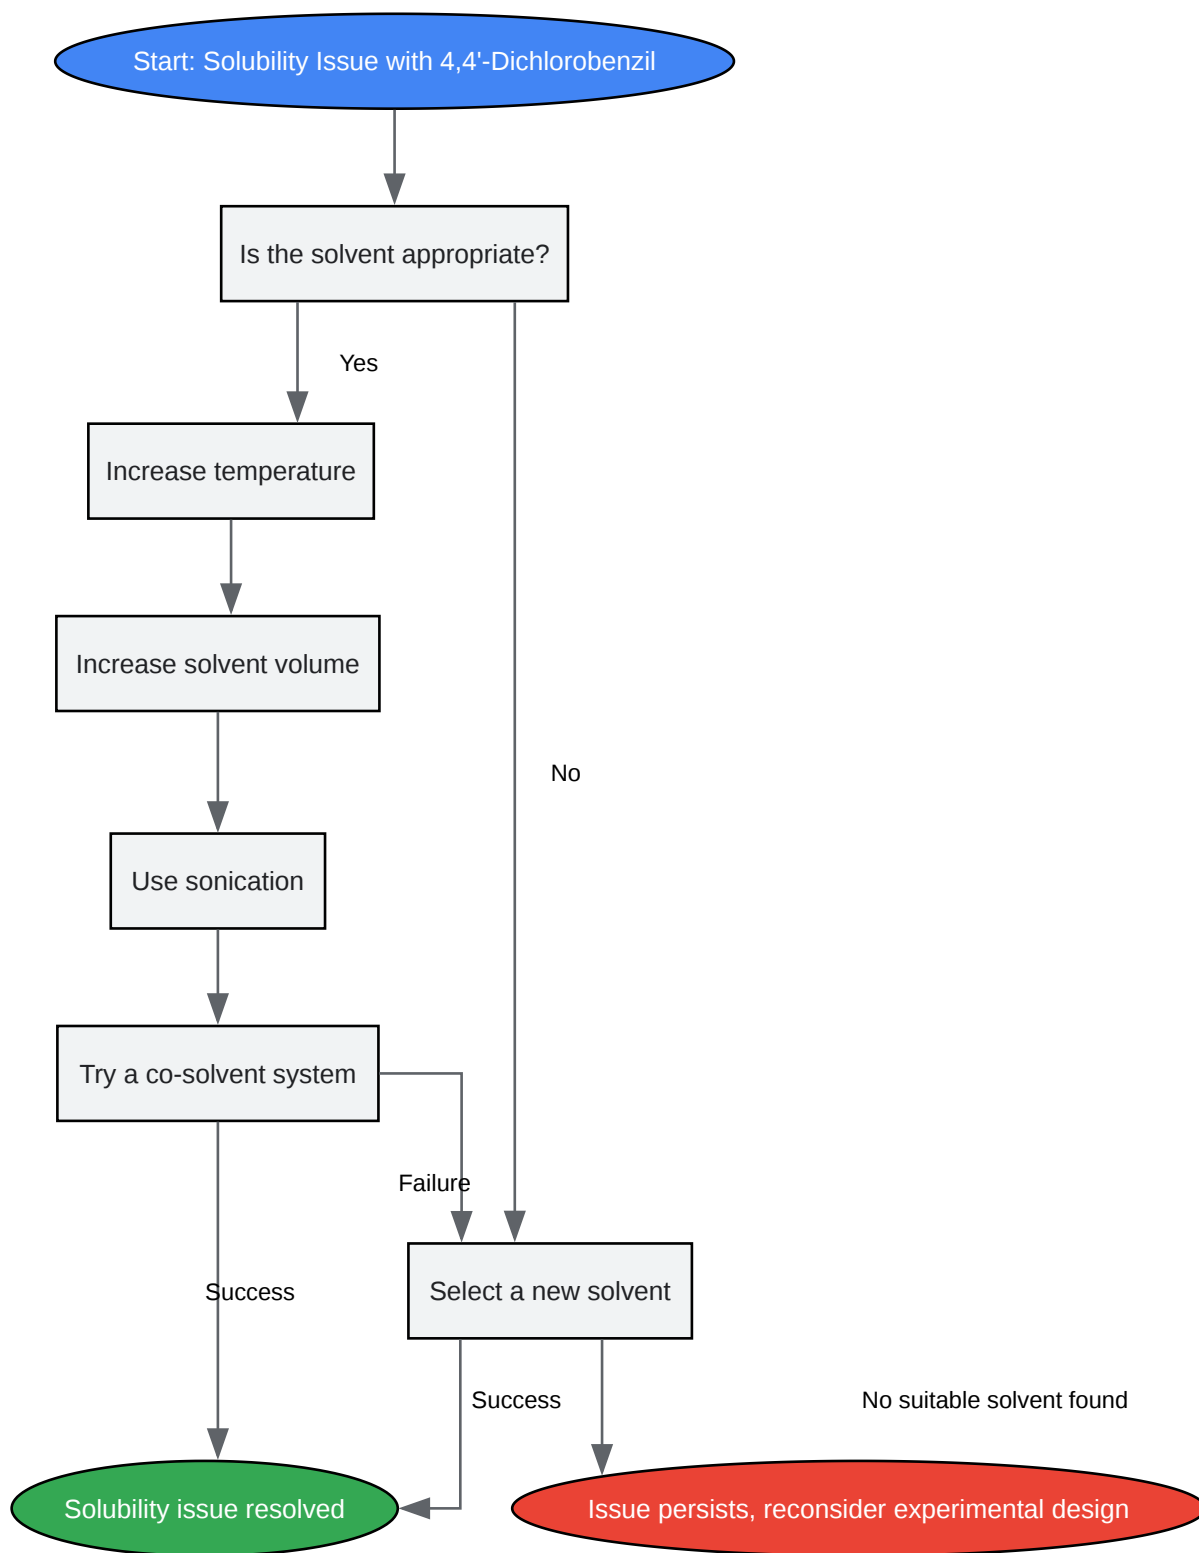 Start: Solubility Issue with 4,4'-Dichlorobenzil
Is the solvent appropriate?
Yes
Increase temperature
Increase solvent volume
No
Use sonication
Try a co-solvent system
Failure
Select a new solvent
Success
Success
No suitable solvent found
Solubility issue resolved
Issue persists, reconsider experimental design